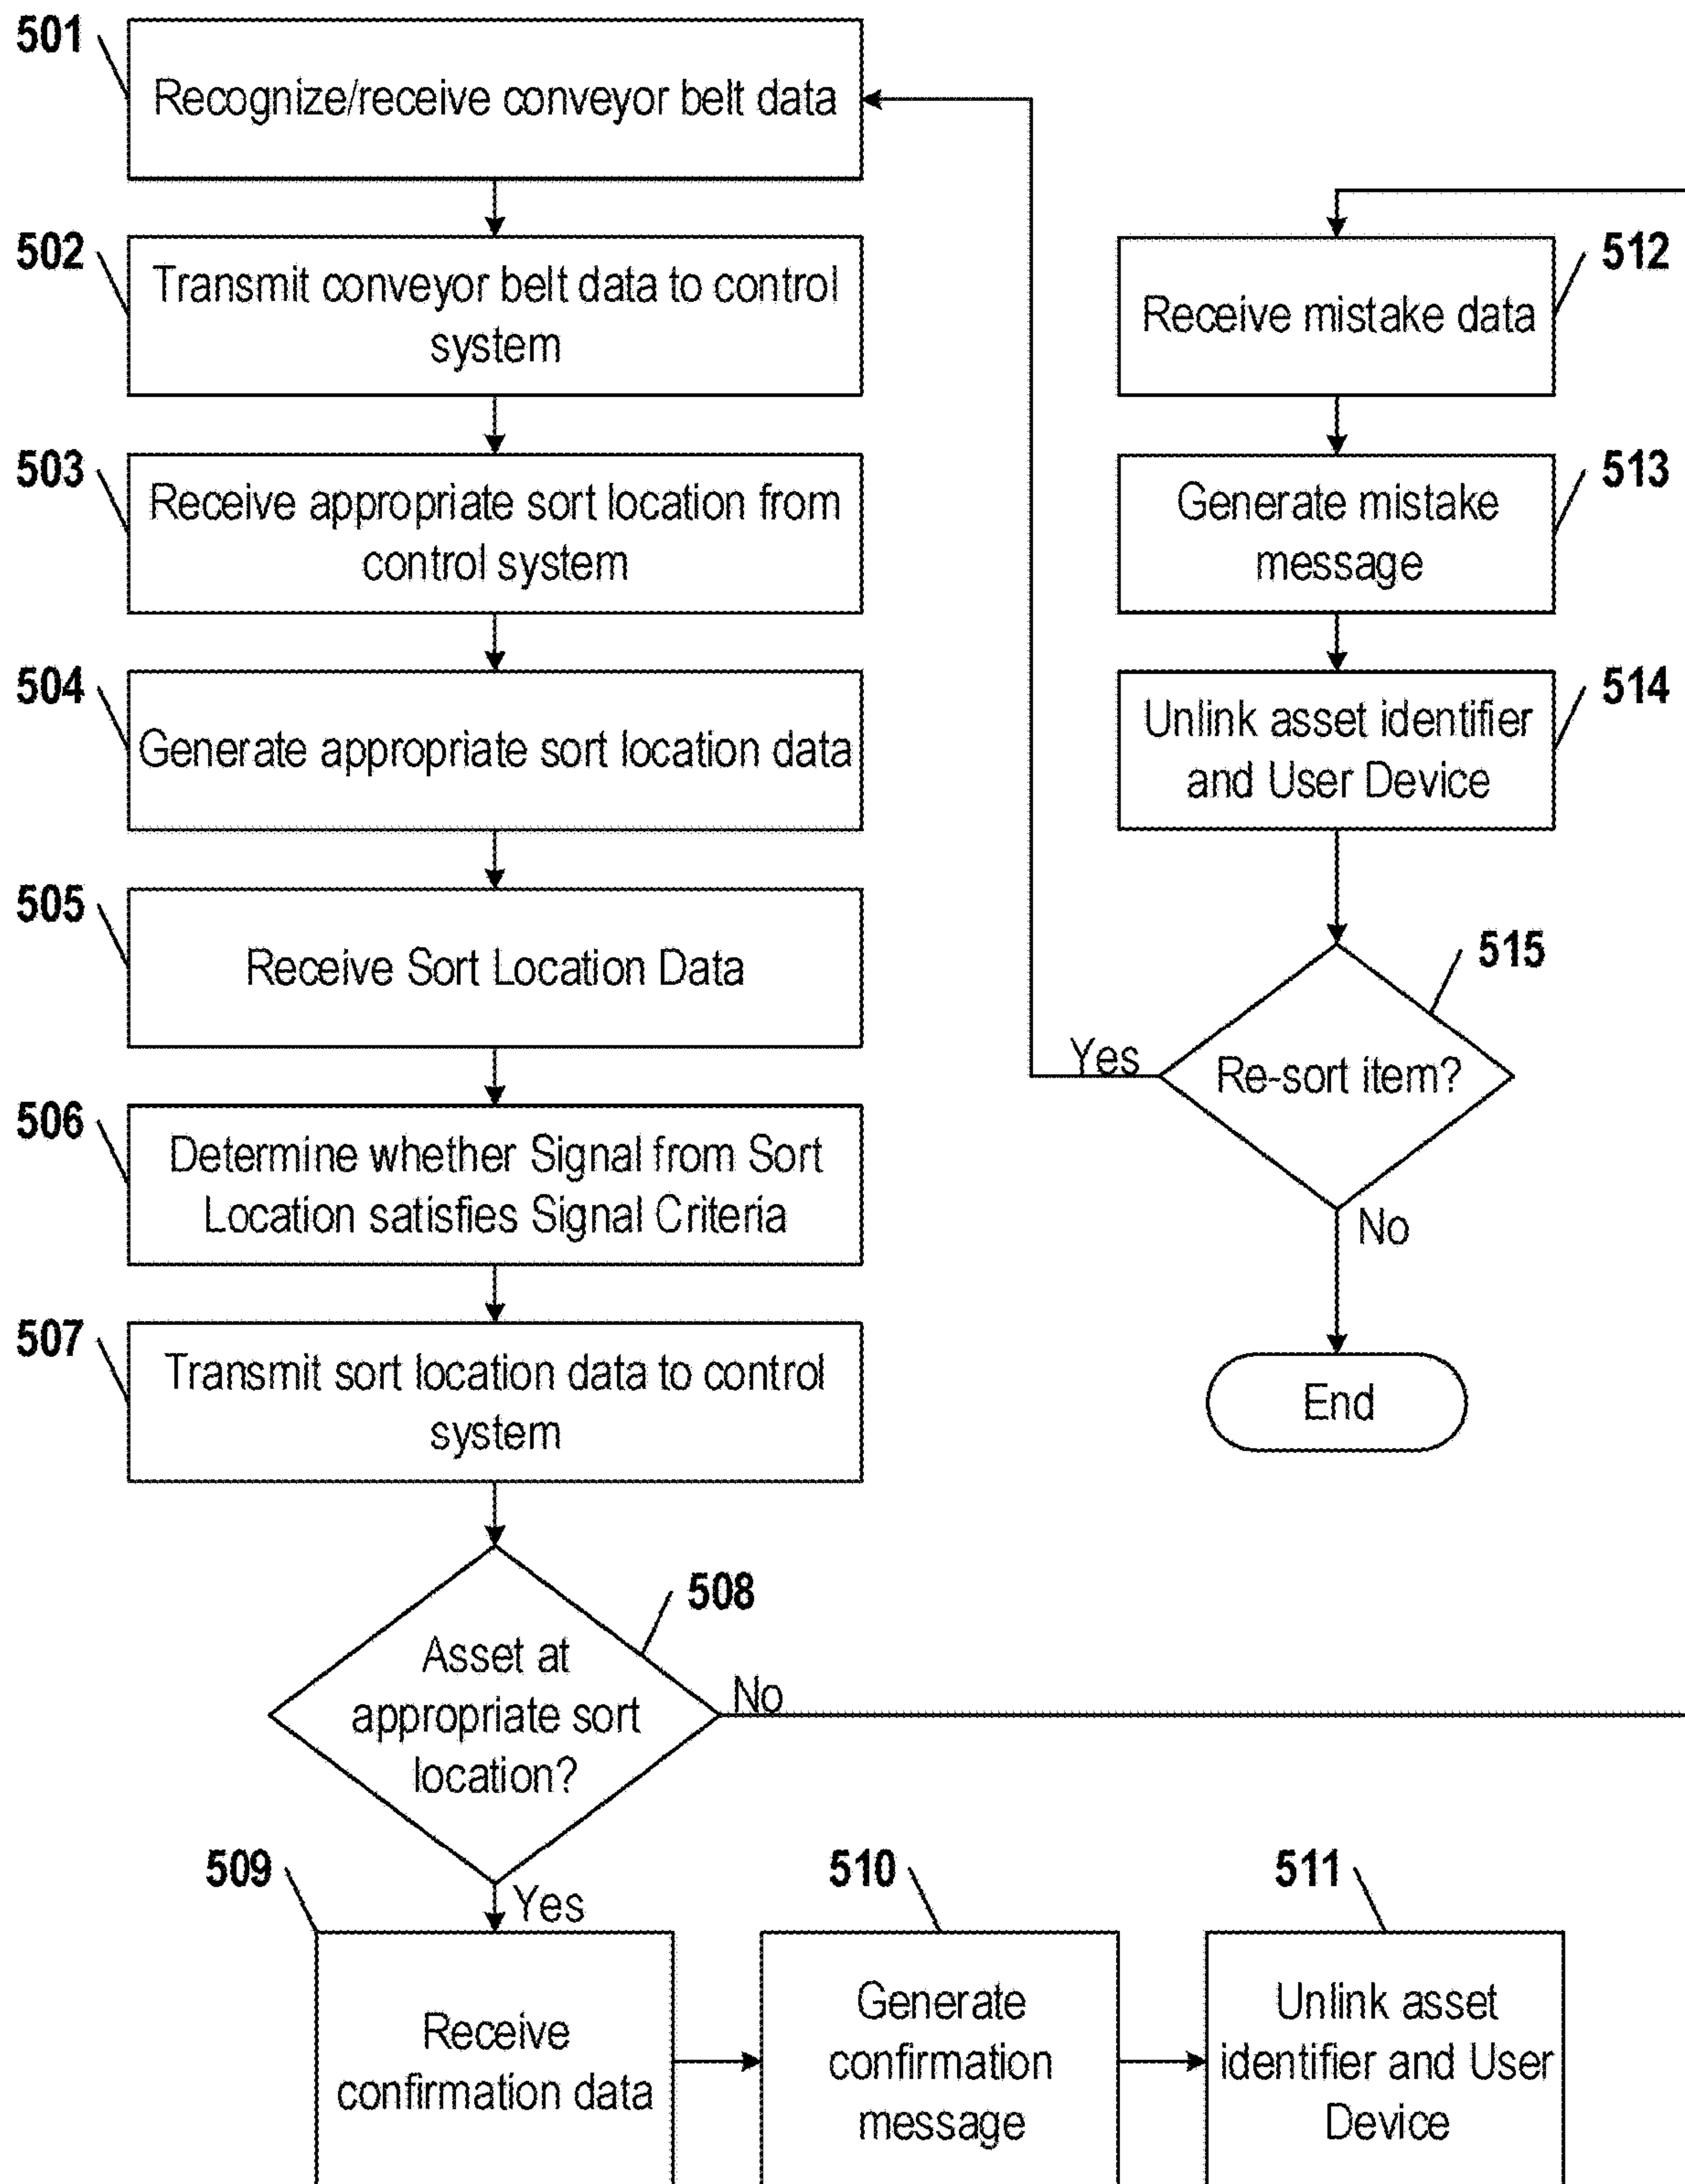 501
Recognize/receive conveyor belt data
502
Transmit conveyor belt data to control
system
503
Receive appropriate sort location from
control system
504
Generate appropriate sort location data
505
Receive Sort Location Data
506
Determine whether Signal from Sort
Location satisfies Signal Criteria
507
Transmit sort location data to control
system
508
Asset at
appropriate sort
location?
No
Yes
509
Receive
confirmation data
510
Generate
confirmation
message
511
Unlink asset
identifier and User
Device
512
Receive mistake data
513
Generate mistake
message
514
Unlink asset identifier
and User Device
515
Re-sort item?
Yes
No
End